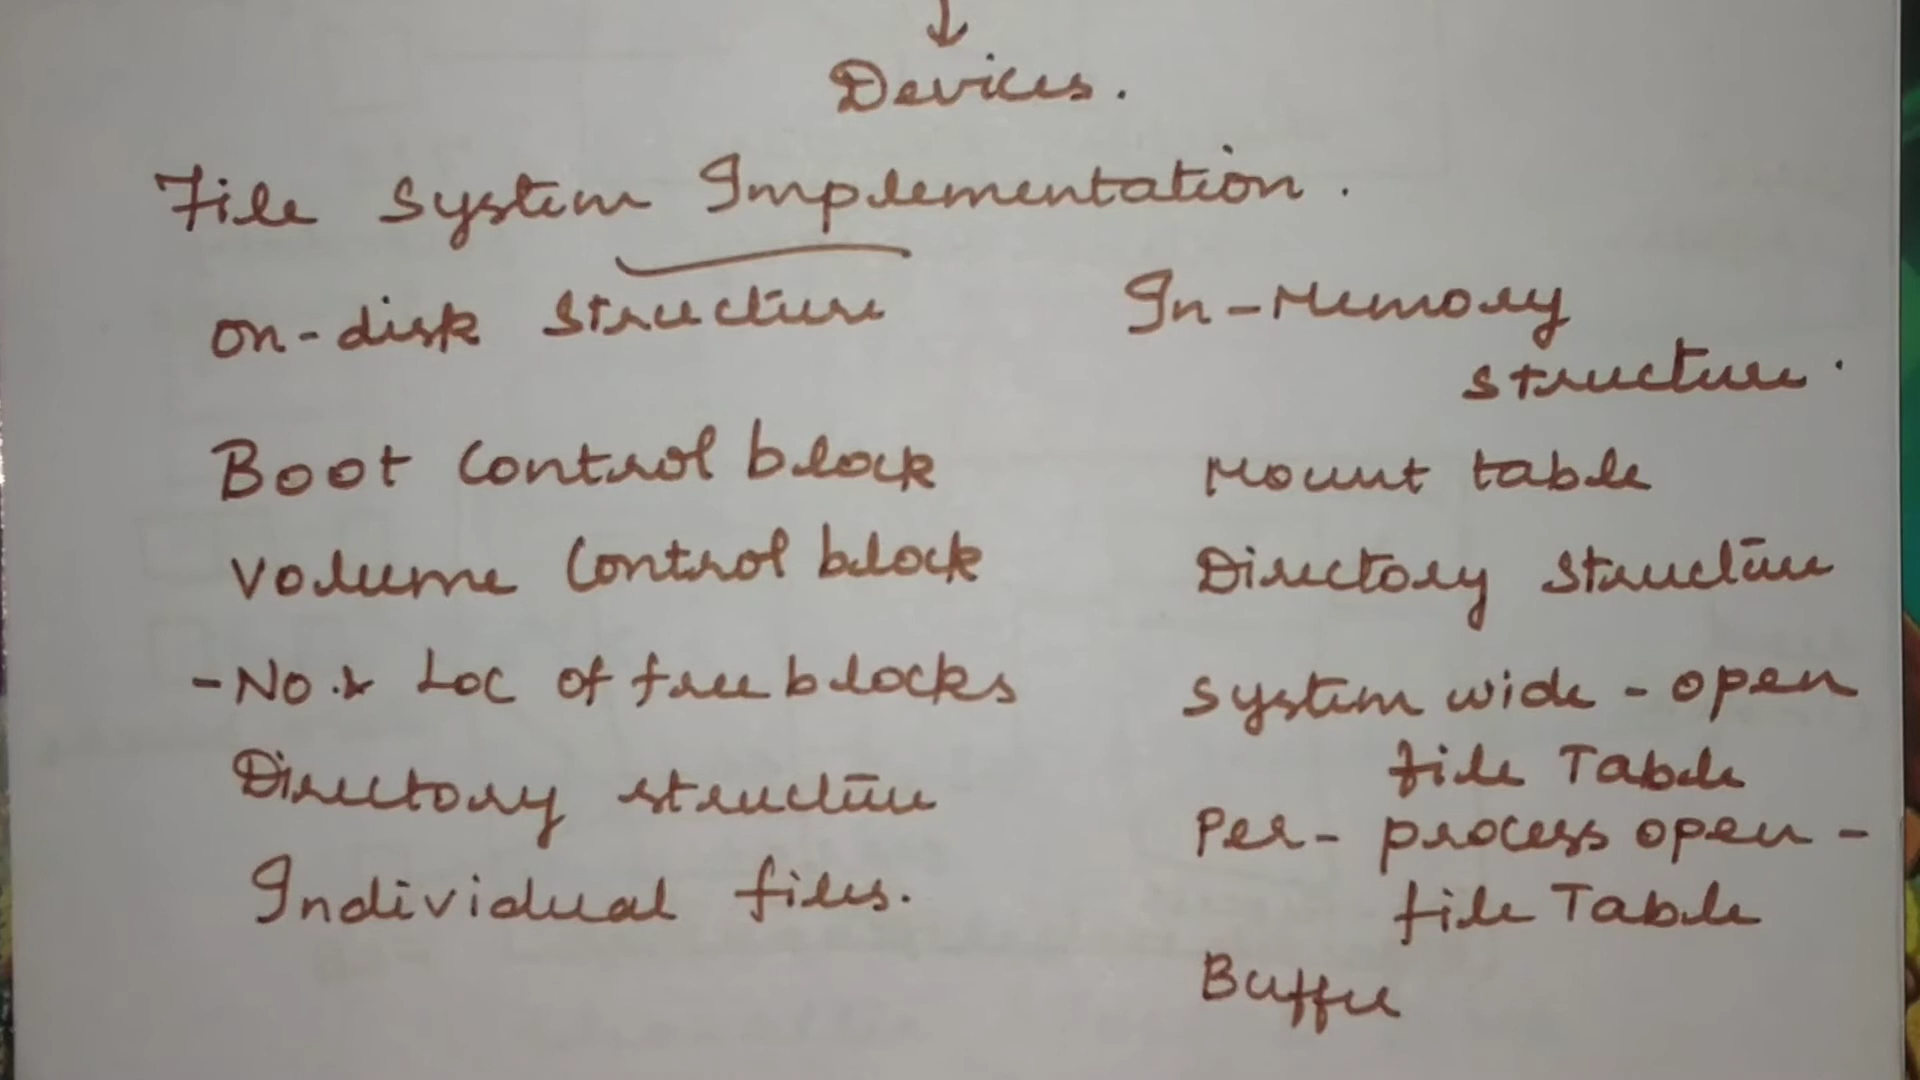 ↓
Devices.
File System Implementation.
on-disk structure
Boot Control block
Volume Control block
- No. & Loc of free blocks
Directory structure
Individual files.
In-Memory
structure.
Mount table
Directory structure
System wide - open
file Table
Per- process open -
file Table
Buffer